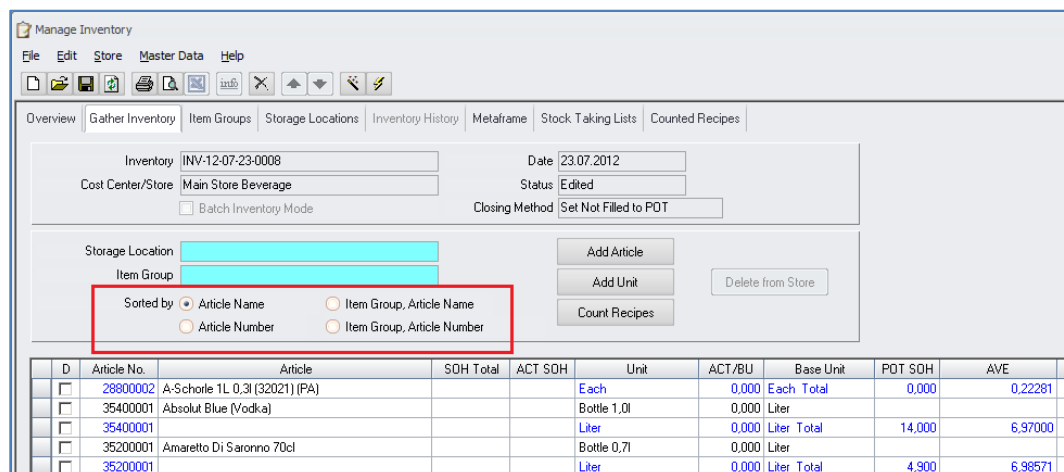 Manage Inventory
File Edit Store Master Data Help
info
Overview Gather Inventory Item Groups Storage Locations Inventory History Metaframe Stock Taking Lists Counted Recipes
Inventory INV-12-07-23-0008 Date 23.07.2012
Cost Center/Store Main Store Beverage Status Edited
Batch Inventory Mode Closing Method Set Not Filled to POT
Storage Location Add Article
Item Group Add Unit Delete from Store
Sorted by Article Name Item Group, Article Name Count Recipes
Article Number Item Group, Article Number
D Article No. Article SOH Total ACT SOH Unit ACT/BU Base Unit POT SOH AVE
28800002 A-Schorle 1L 0,3l (32021) (PA) Each 0,000 Each Total 0,000 0,22281
35400001 Absolut Blue (Vodka) Bottle 1,0l 0,000 Liter
35400001 Liter 0,000 Liter Total 14,000 6,97000
35200001 Amaretto Di Saronno 70cl Bottle 0,7l 0,000 Liter
35200001 Liter 0,000 Liter Total 4,900 6,98571